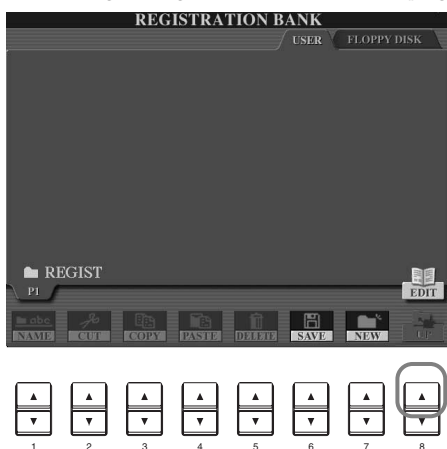 REGISTRATION BANK
USER FLOPPY DISK
REGIST
P1
EDIT
abc
NAME CUT COPY PASTE DELETE SAVE NEW UP
1 2 3 4 5 6 7 8